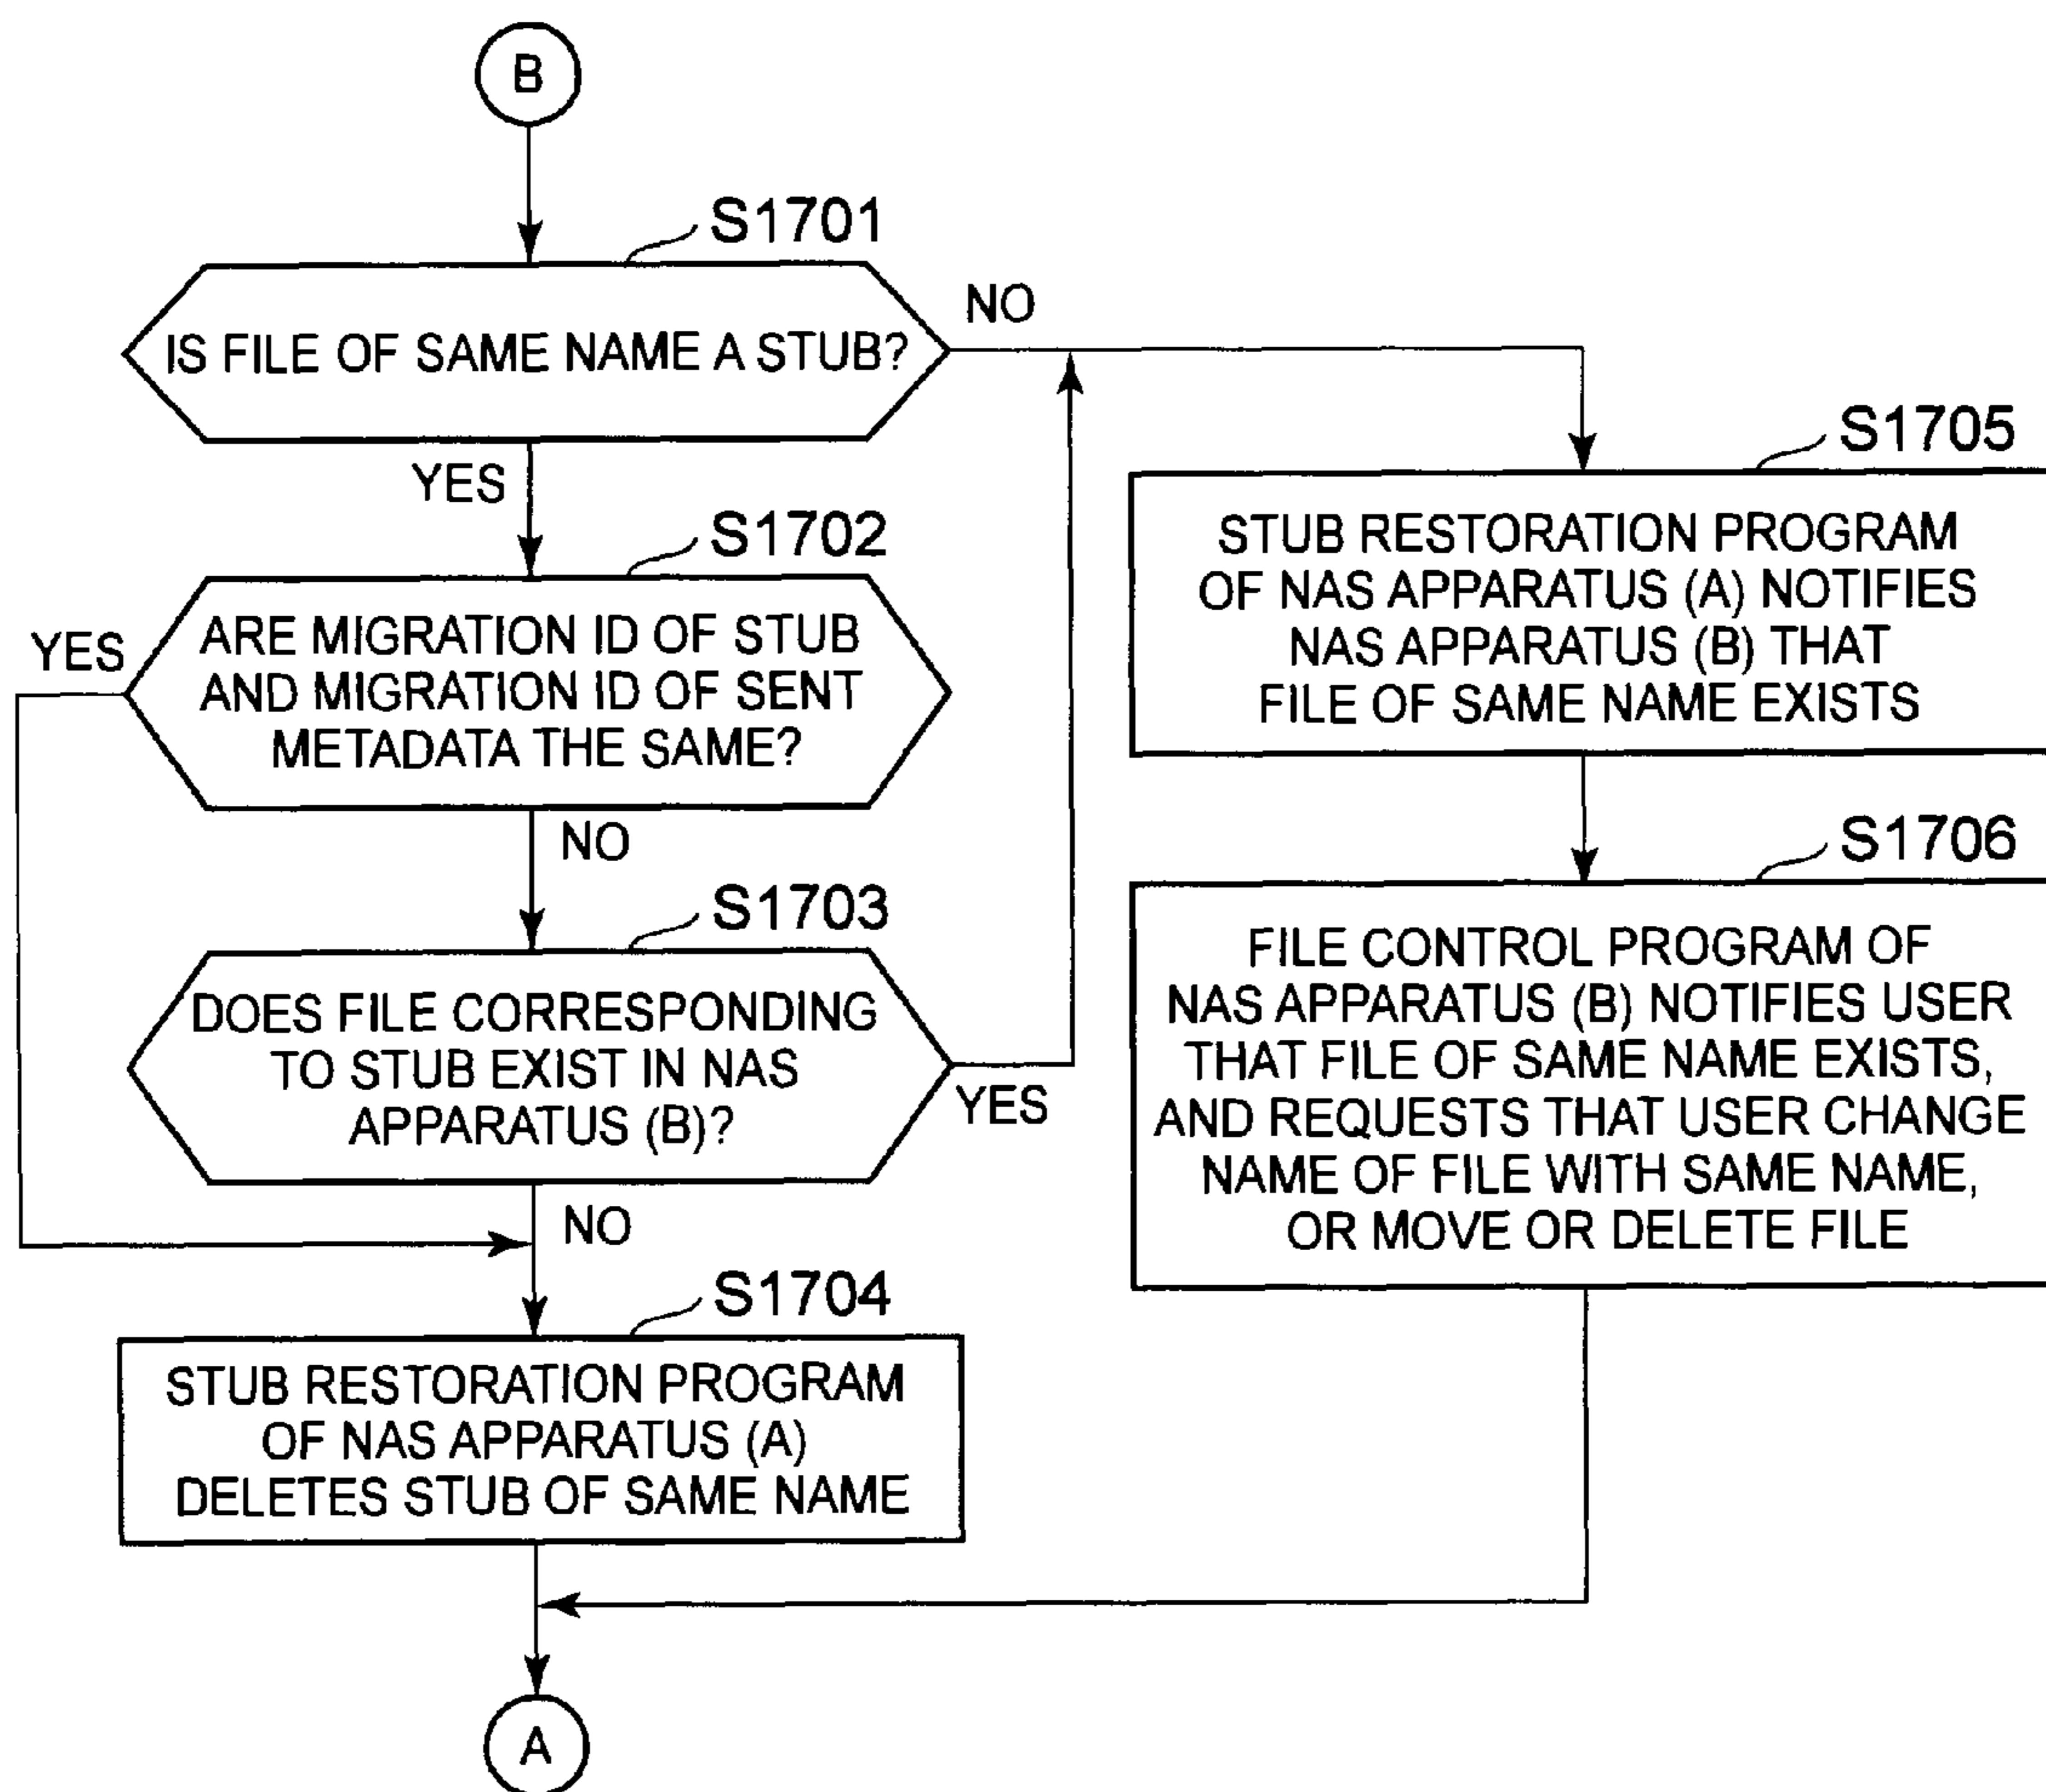 B
S1701
IS FILE OF SAME NAME A STUB?
NO
YES
S1702
ARE MIGRATION ID OF STUB
AND MIGRATION ID OF SENT
METADATA THE SAME?
YES
NO
S1703
DOES FILE CORRESPONDING
TO STUB EXIST IN NAS
APPARATUS (B)?
YES
NO
S1704
STUB RESTORATION PROGRAM
OF NAS APPARATUS (A)
DELETES STUB OF SAME NAME
S1705
STUB RESTORATION PROGRAM
OF NAS APPARATUS (A) NOTIFIES
NAS APPARATUS (B) THAT
FILE OF SAME NAME EXISTS
S1706
FILE CONTROL PROGRAM OF
NAS APPARATUS (B) NOTIFIES USER
THAT FILE OF SAME NAME EXISTS,
AND REQUESTS THAT USER CHANGE
NAME OF FILE WITH SAME NAME,
OR MOVE OR DELETE FILE
A